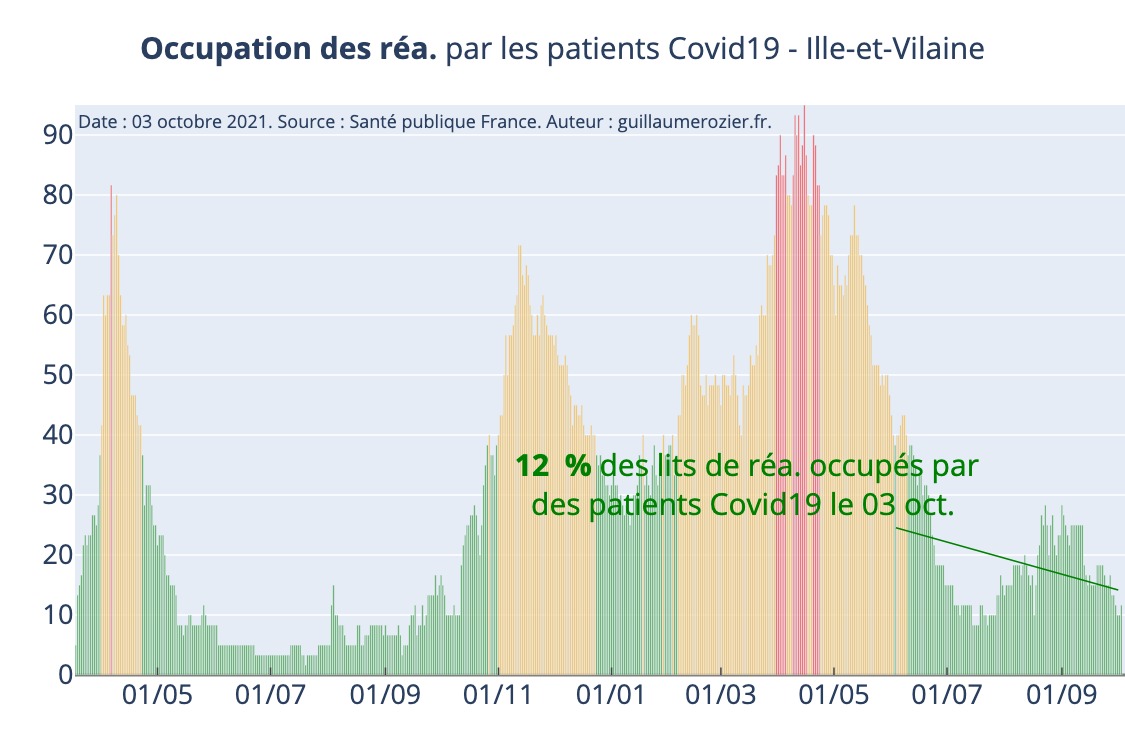 Occupation des réa. par les patients Covid19 - Ille-et-Vilaine
Date : 03 octobre 2021. Source : Santé publique France. Auteur : guillaumerozier.fr.
90
80
70
60
50
40
30
20
10
0
12 % des lits de réa. occupés par
des patients Covid19 le 03 oct.
01/05 01/07 01/09 01/11 01/01 01/03 01/05 01/07 01/09